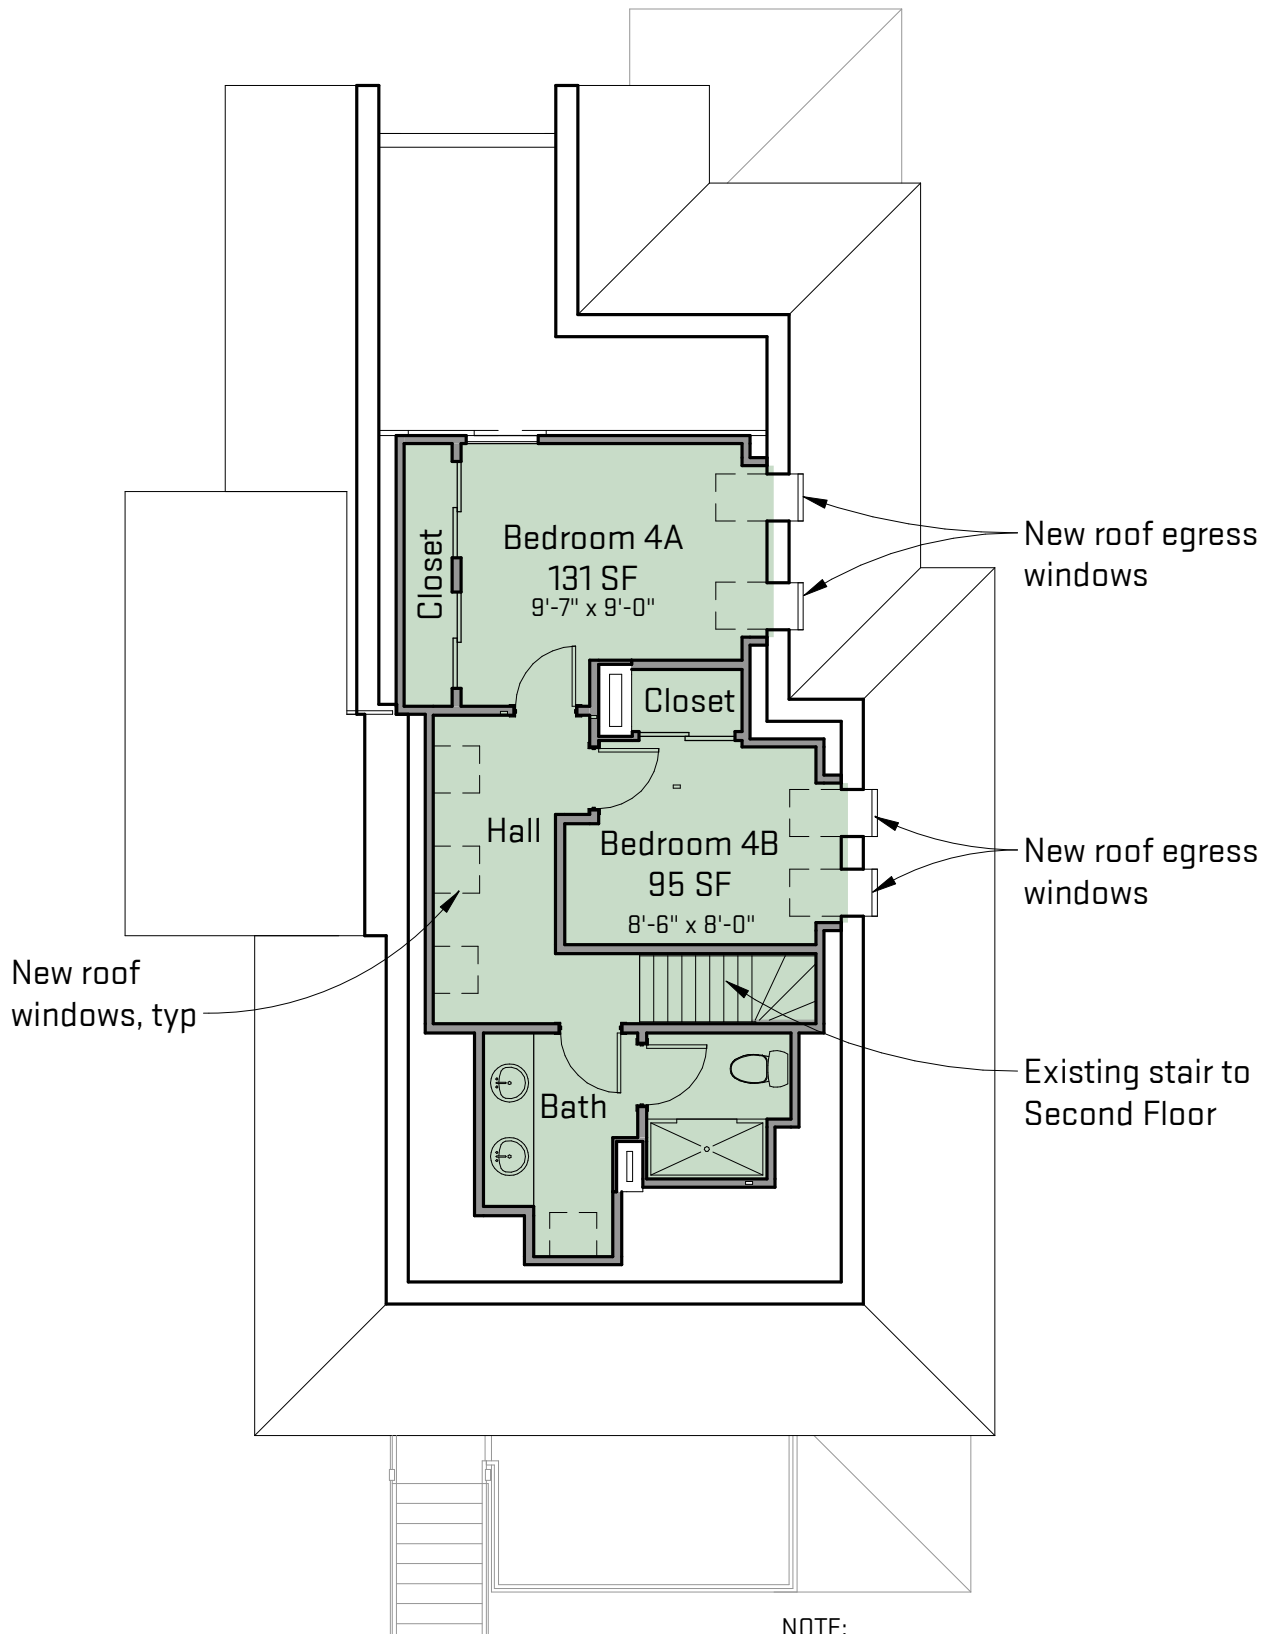 Bedroom 4A
131 SF
9'-7" x 9'-0"
Closet
New roof egress
windows
Closet
Hall
Bedroom 4B
95 SF
8'-6" x 8'-0"
New roof egress
windows
New roof
windows, typ
Existing stair to
Second Floor
Bath
NOTE: